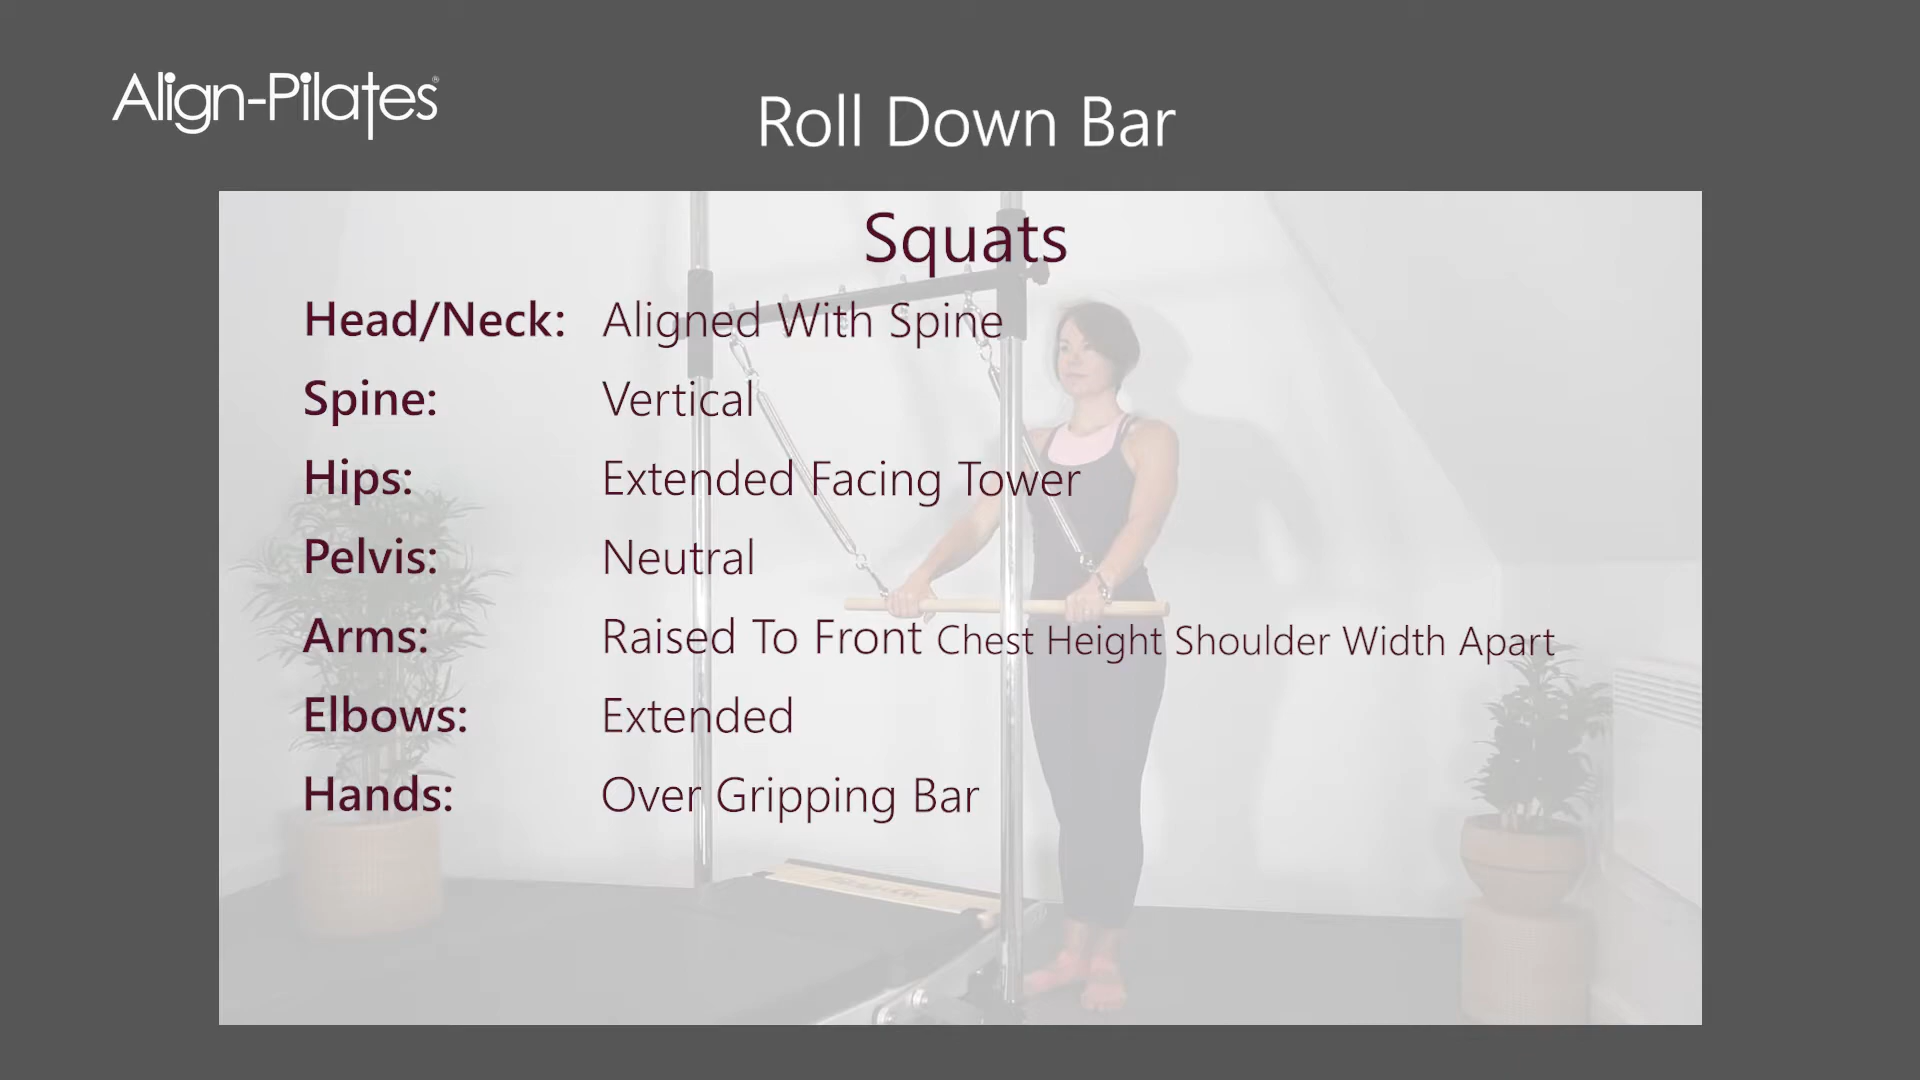 Align-Pilates®
Roll Down Bar
Squats
Head/Neck: Aligned With Spine
Spine: Vertical
Hips: Extended Facing Tower
Pelvis: Neutral
Arms: Raised To Front Chest Height Shoulder Width Apart
Elbows: Extended
Hands: Over Gripping Bar